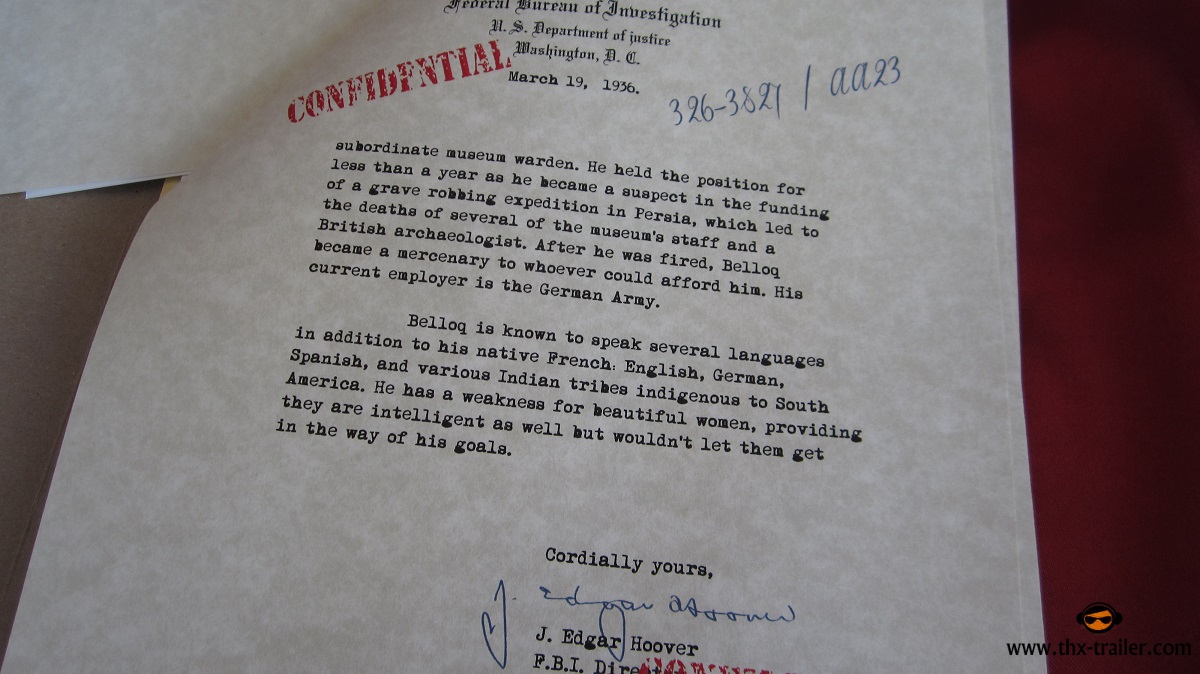 Federal Bureau of Investigation
U. S. Department of justice
Washington, D. C.
CONFIDENTIAL
March 19, 1936.
326-3827 / AA23
subordinate museum warden. He held the position for
less than a year as he became a suspect in the funding
of a grave robbing expedition in Persia, which led to
the deaths of several of the museum's staff and a
British archaeologist. After he was fired, Belloq
became a mercenary to whoever could afford him. His
current employer is the German Army.
Belloq is known to speak several languages
in addition to his native French: English, German,
Spanish, and various Indian tribes indigenous to South
America. He has a weakness for beautiful women, providing
they are intelligent as well but wouldn't let them get
in the way of his goals.
Cordially yours,
J. Edgar Hoover
J. Edgar Hoover
F.B.I.
www.thx-trailer.com